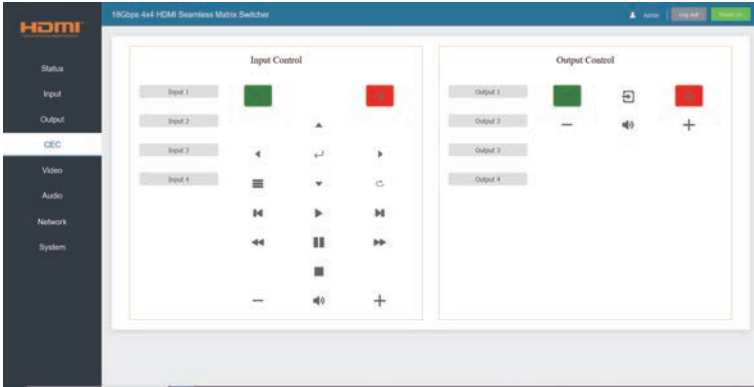 HDMI
18Gbps 4x4 HDMI Seamless Matrix Switcher
Admin
Log out
Status
Input
Output
CEC
Video
Audio
Network
System
Input Control
Input 1
Input 2
Input 3
Input 4
Output Control
Output 1
Output 2
Output 3
Output 4